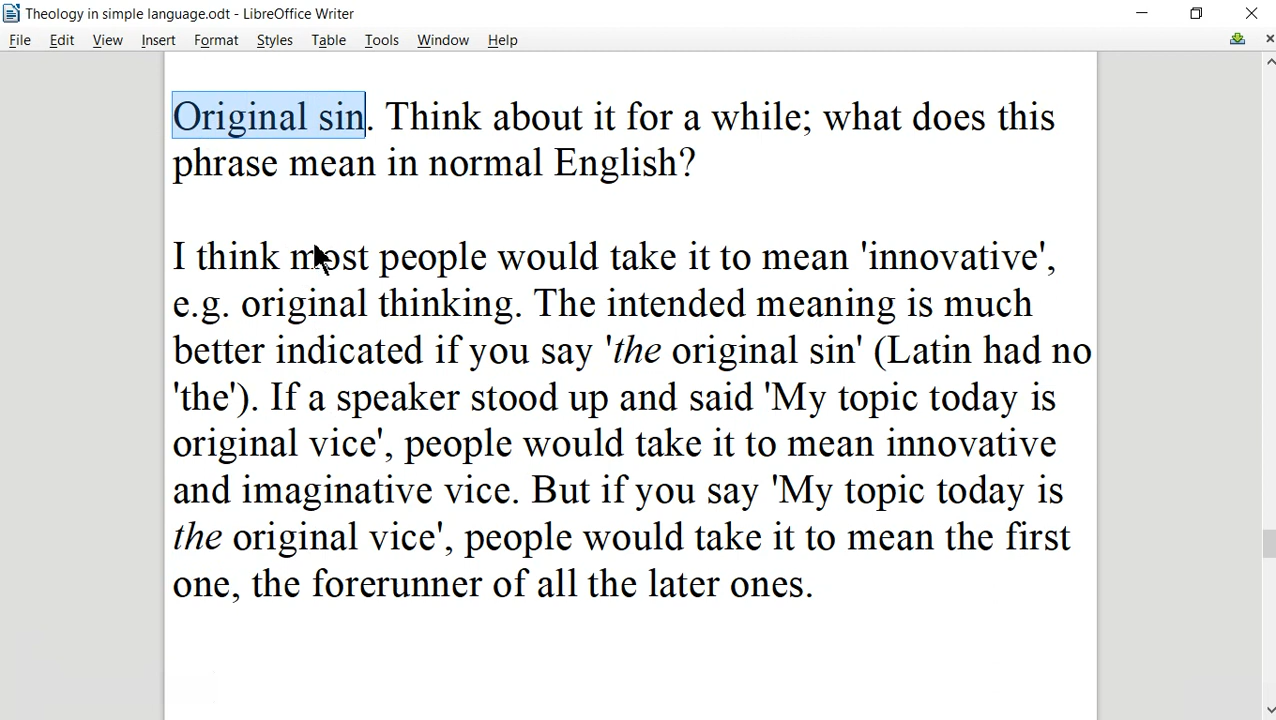 Theology in simple language.odt - LibreOffice Writer
File Edit View Insert Format Styles Table Tools Window Help
Original sin. Think about it for a while; what does this
phrase mean in normal English?
I think most people would take it to mean 'innovative',
e.g. original thinking. The intended meaning is much
better indicated if you say 'the original sin' (Latin had no
'the'). If a speaker stood up and said 'My topic today is
original vice', people would take it to mean innovative
and imaginative vice. But if you say 'My topic today is
the original vice', people would take it to mean the first
one, the forerunner of all the later ones.